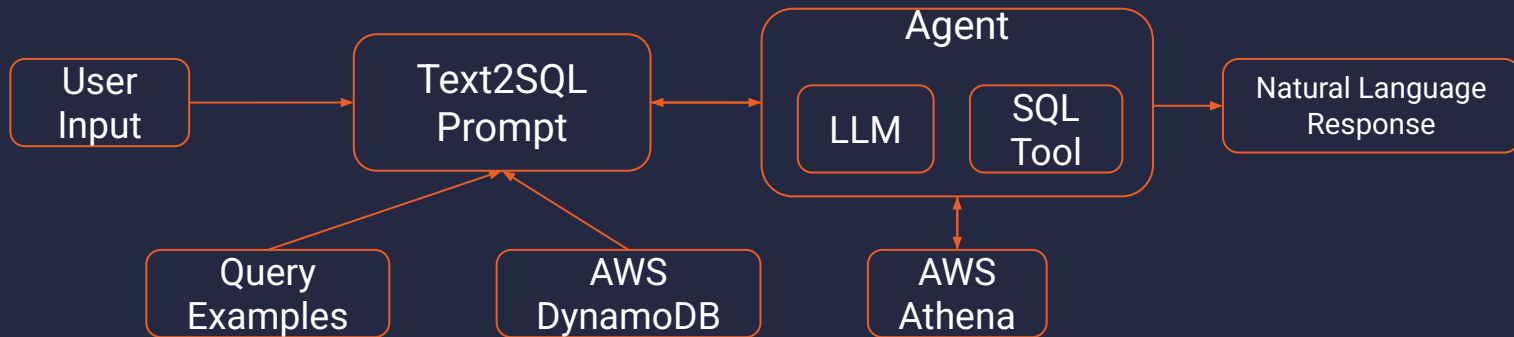 User
Input
Text2SQL
Prompt
Agent
LLM
SQL
Tool
Natural Language
Response
Query
Examples
AWS
DynamoDB
AWS
Athena